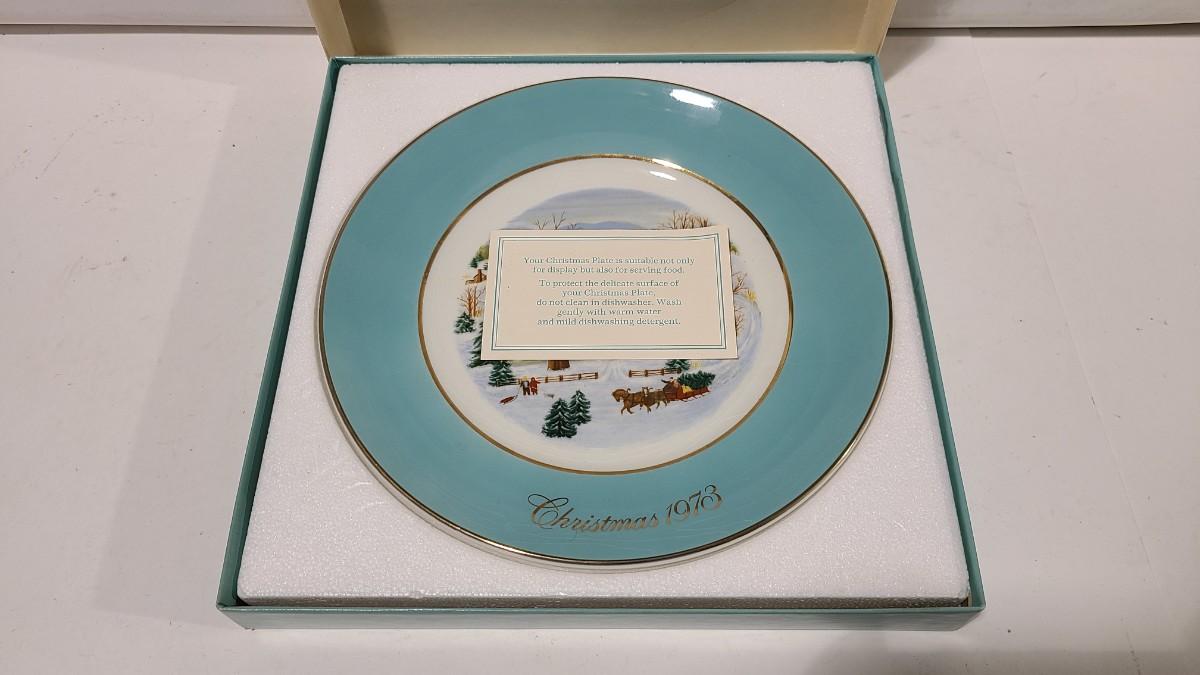 Your Christmas Plate is suitable not only
for display but also for serving food.
To protect the delicate surface of
your Christmas Plate,
do not clean in dishwasher. Wash
gently with warm water
and mild dishwashing detergent.
Christmas 1973